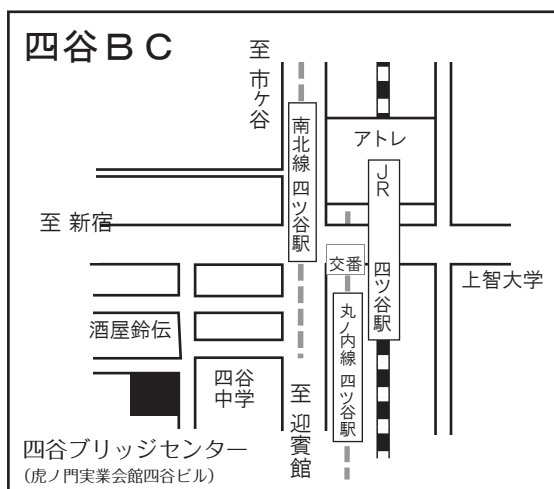 四谷ＢＣ
至 市ヶ谷
南北線 四ツ谷駅
アトレ
ＪＲ 四ツ谷駅
至 新宿
交番
上智大学
丸ノ内線 四ツ谷駅
酒屋鈴伝
四谷
中学
至 迎賓館
四谷ブリッジセンター
(虎ノ門実業会館四谷ビル)